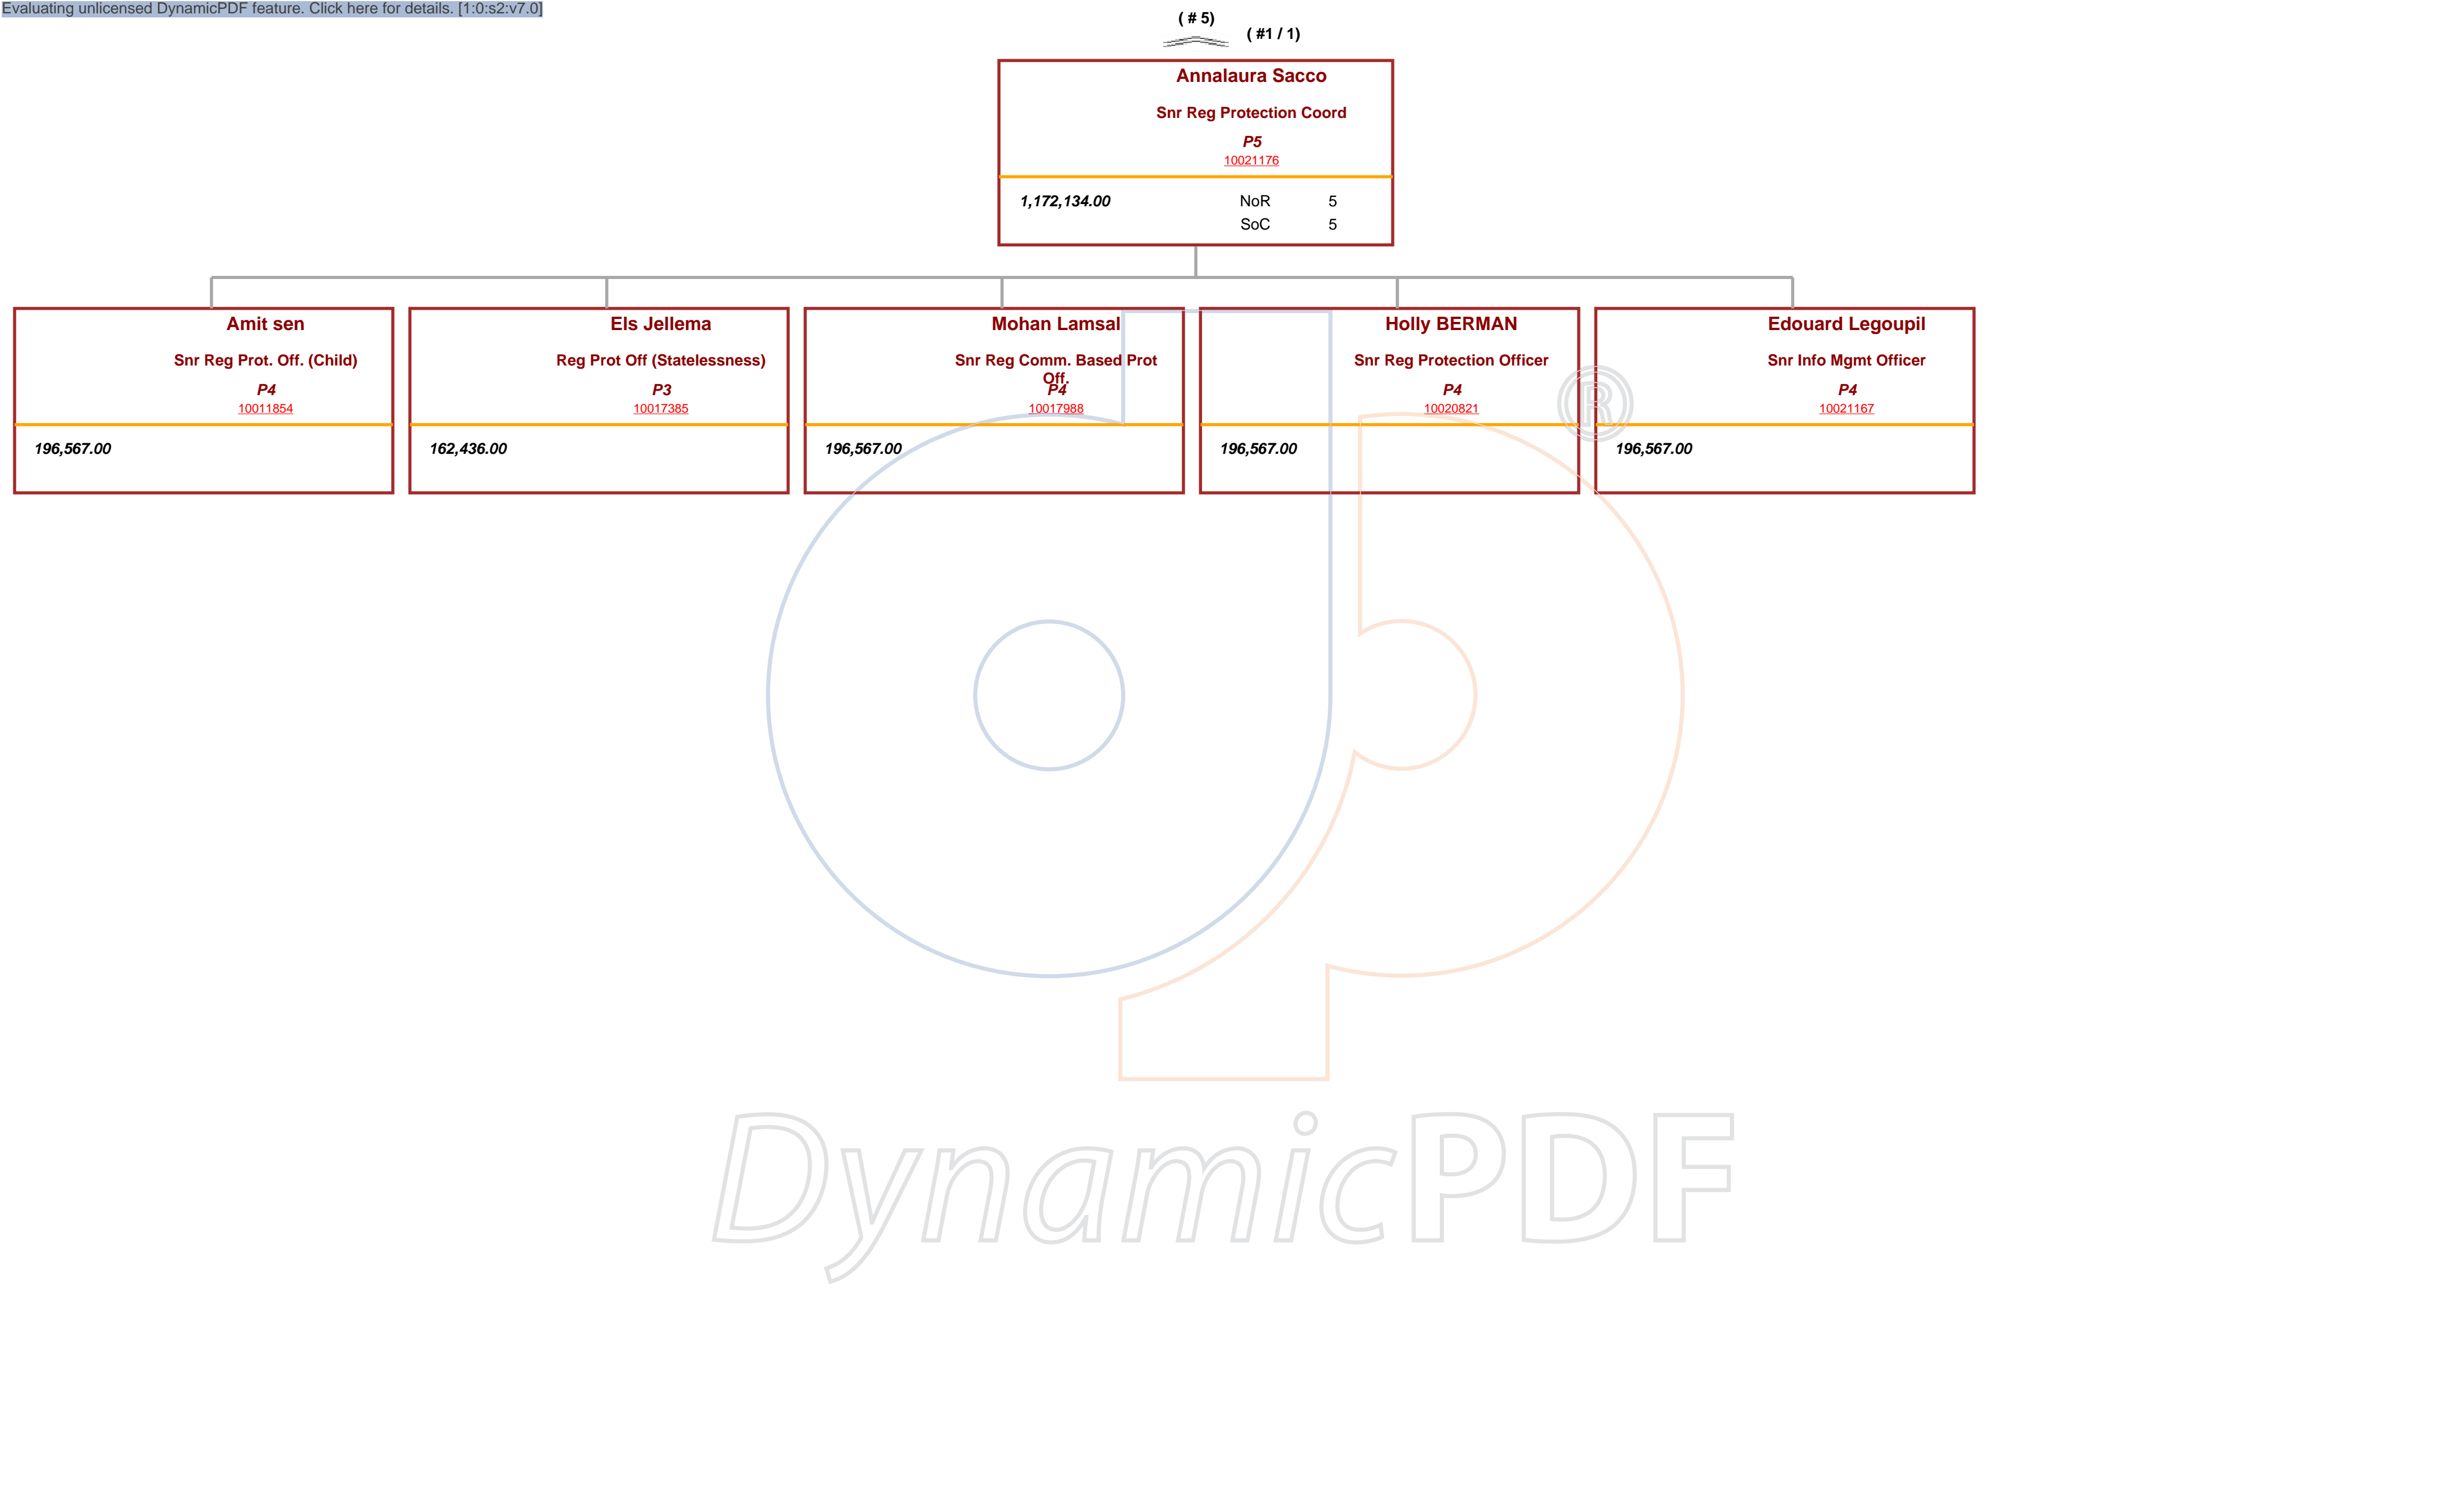 Evaluating unlicensed DynamicPDF feature. Click here for details. [1:0:s2:v7.0]
( # 5)
( #1 / 1)
Annalaura Sacco
Snr Reg Protection Coord
P5
10021176
1,172,134.00 NoR 5
SoC 5
Amit sen
Snr Reg Prot. Off. (Child)
P4
10011854
196,567.00
Els Jellema
Reg Prot Off (Statelessness)
P3
10017385
162,436.00
Mohan Lamsal
Snr Reg Comm. Based Prot
Off.
P4
10017988
196,567.00
Holly BERMAN
Snr Reg Protection Officer
P4
10020821
196,567.00
Edouard Legoupil
Snr Info Mgmt Officer
P4
10021167
196,567.00
®
DynamicPDF